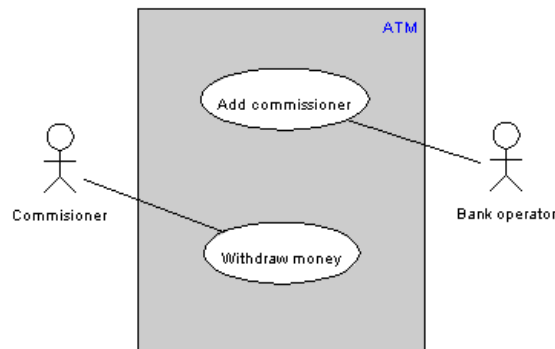 ATM
Add commissioner
Commisioner
Bank operator
Withdraw money